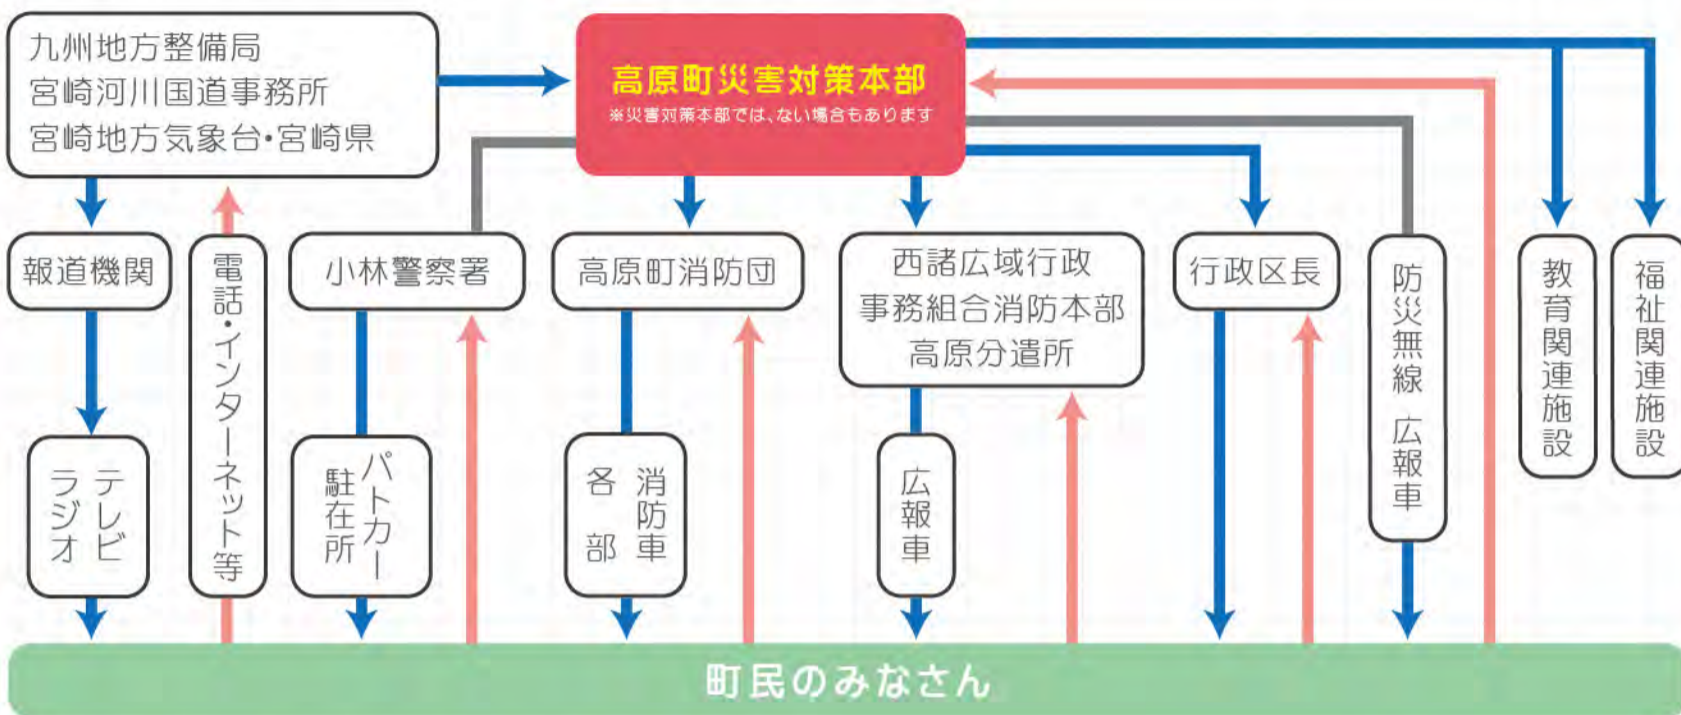 九州地方整備局
宮崎河川国道事務所
宮崎地方気象台・宮崎県
高原町災害対策本部
※災害対策本部では、ない場合もあります
報道機関
電話・インターネット等
小林警察署
高原町消防団
西諸広域行政
事務組合消防本部
高原分遣所
行政区長
防災無線 広報車
教育関連施設
福祉関連施設
テレビ
ラジオ
パトカー
駐在所
消防車
各部
広報車
町民のみなさん